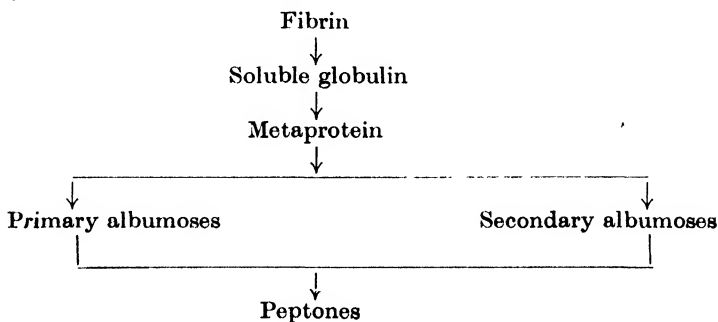 Fibrin
Soluble globulin
Metaprotein
Primary albumoses Secondary albumoses
Peptones